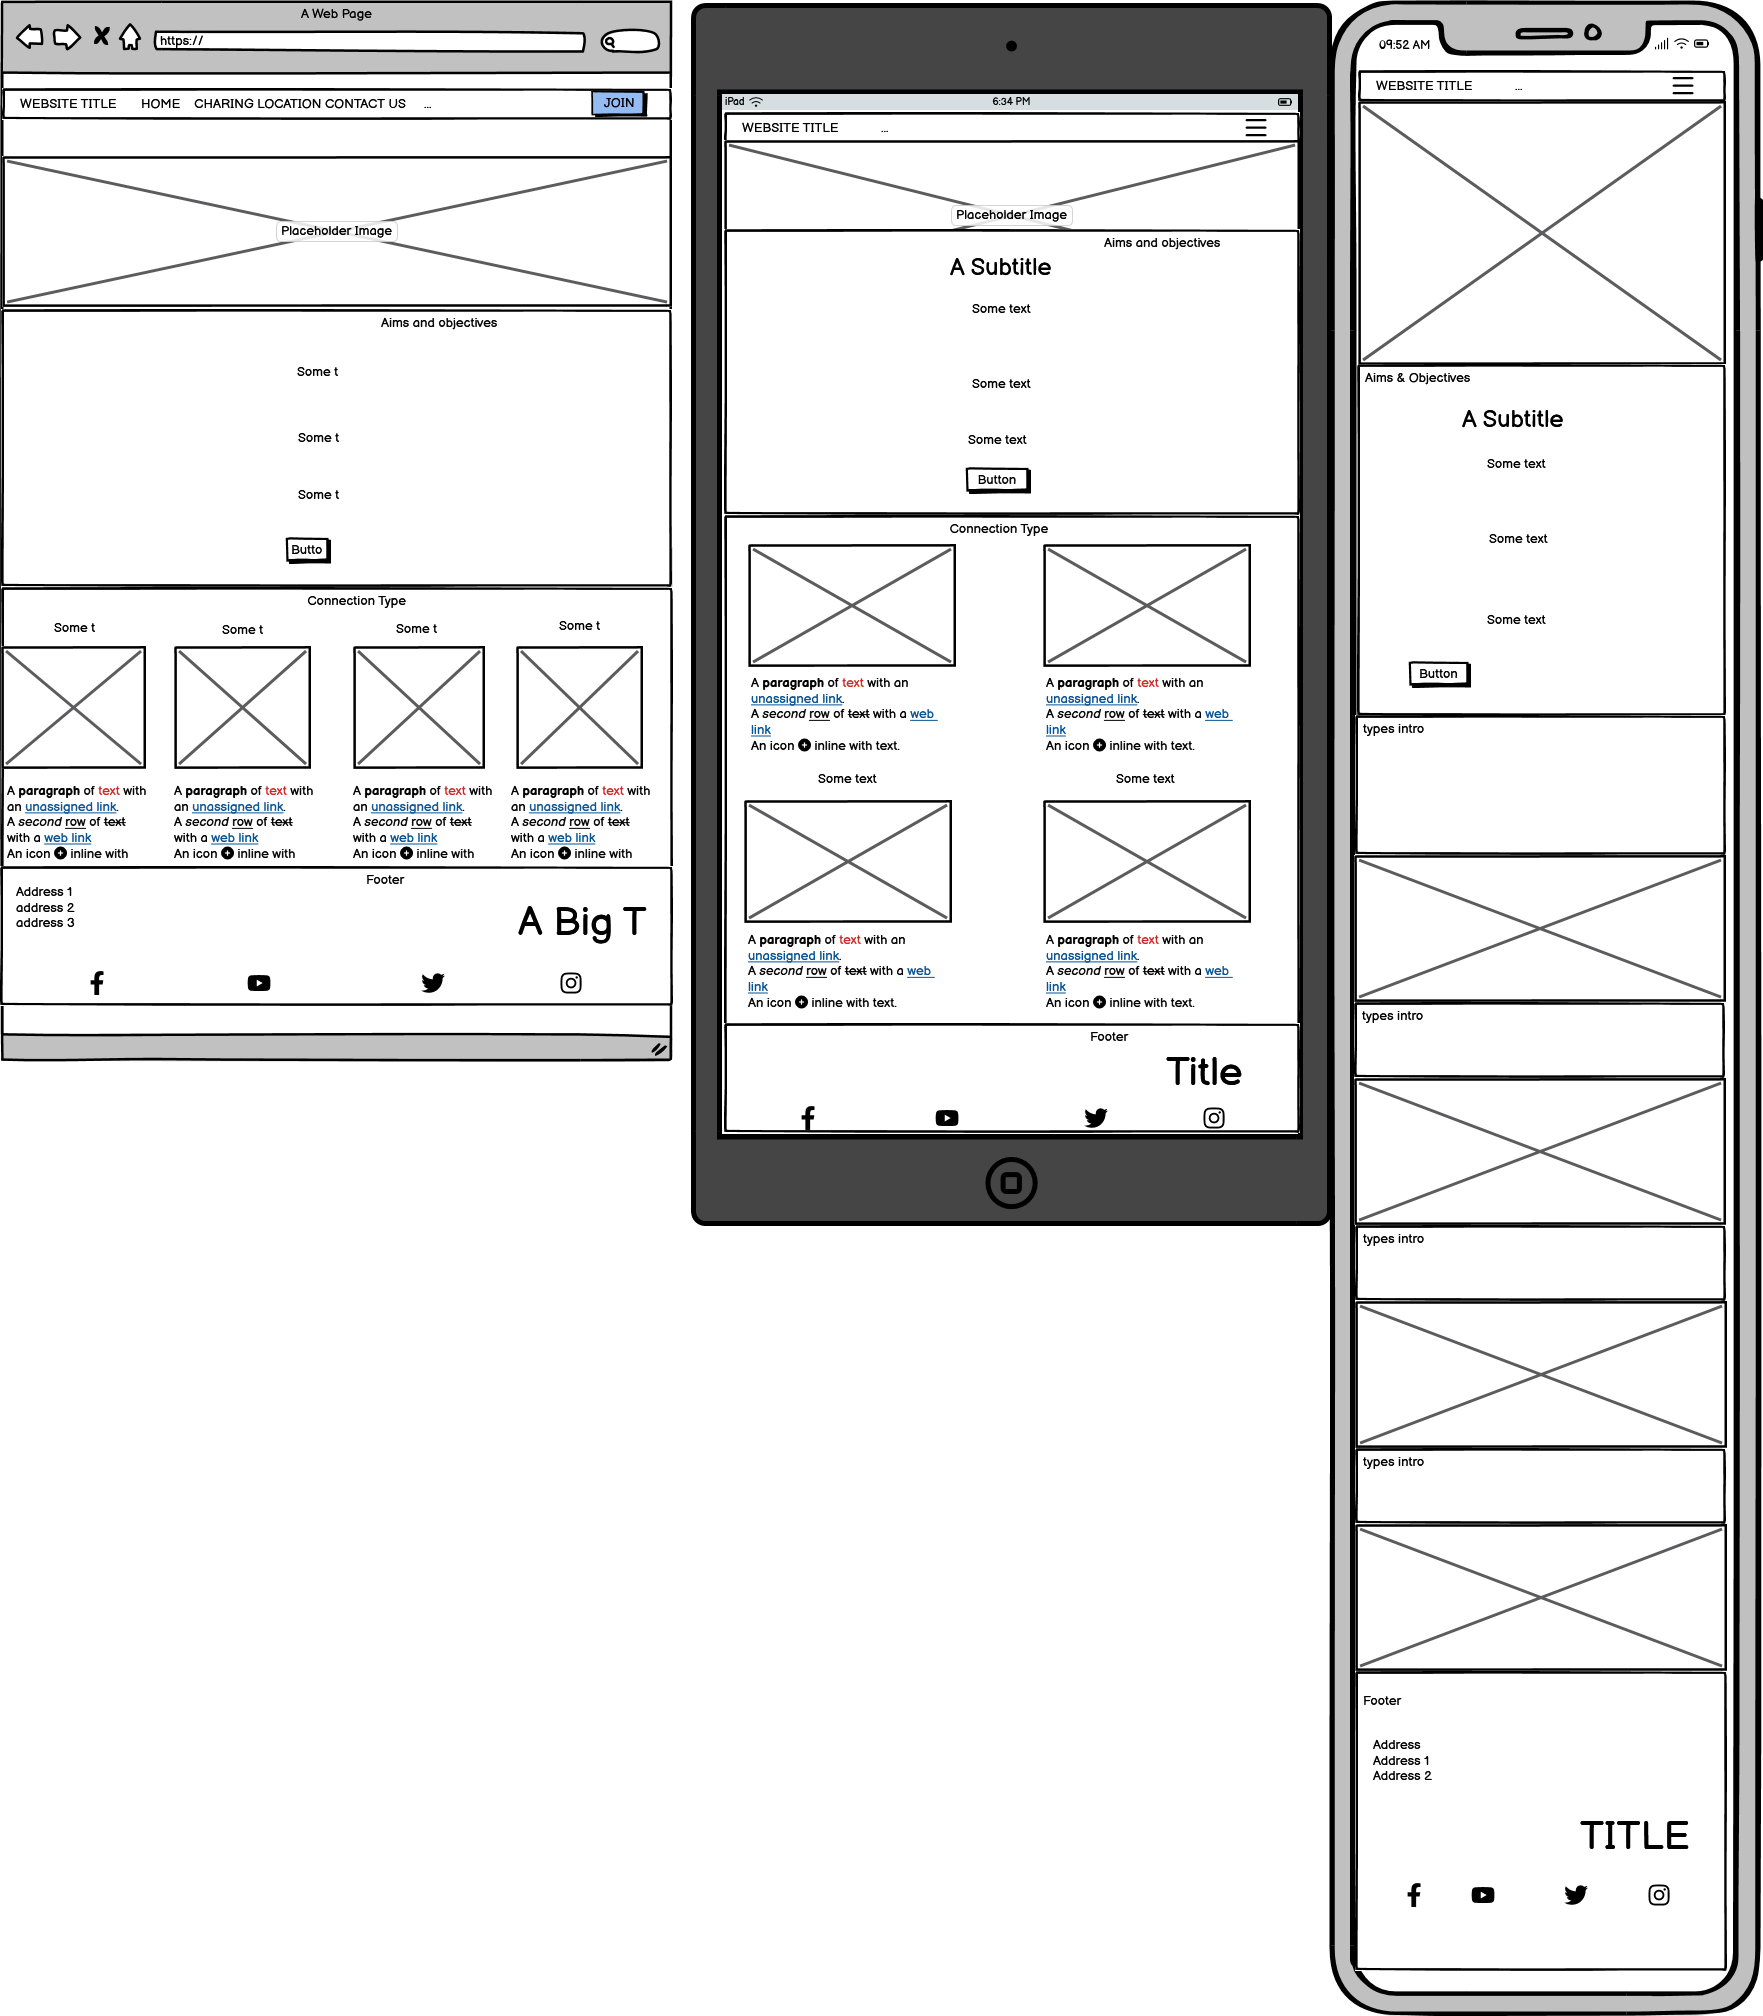 A Web Page
https://
WEBSITE TITLE HOME CHARING LOCATION CONTACT US ... JOIN
Placeholder Image
Aims and objectives
Some t
Some t
Some t
Butto
Connection Type
Some t Some t Some t Some t
A paragraph of text with
an unassigned link.
A second row of text
with a web link
An icon inline with
A paragraph of text with
an unassigned link.
A second row of text
with a web link
An icon inline with
A paragraph of text with
an unassigned link.
A second row of text
with a web link
An icon inline with
A paragraph of text with
an unassigned link.
A second row of text
with a web link
An icon inline with
Footer
Address 1
address 2
address 3
A Big T
iPad 6:34 PM
WEBSITE TITLE ...
Placeholder Image
Aims and objectives
A Subtitle
Some text
Some text
Some text
Button
Connection Type
A paragraph of text with an
unassigned link.
A second row of text with a web
link
An icon inline with text.
A paragraph of text with an
unassigned link.
A second row of text with a web
link
An icon inline with text.
Some text Some text
A paragraph of text with an
unassigned link.
A second row of text with a web
link
An icon inline with text.
A paragraph of text with an
unassigned link.
A second row of text with a web
link
An icon inline with text.
Footer
Title
09:52 AM
WEBSITE TITLE ...
Aims & Objectives
A Subtitle
Some text
Some text
Some text
Button
types intro
types intro
types intro
types intro
Footer
Address
Address 1
Address 2
TITLE